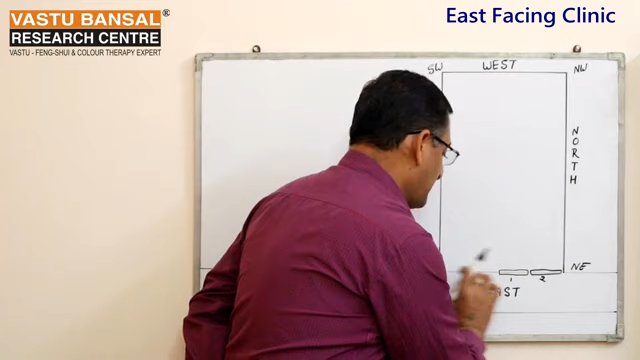 VASTU BANSAL®
RESEARCH CENTRE
VASTU - FENG-SHUI & COLOUR THERAPY EXPERT
East Facing Clinic
SW WEST NW
NORTH
NE
1 2